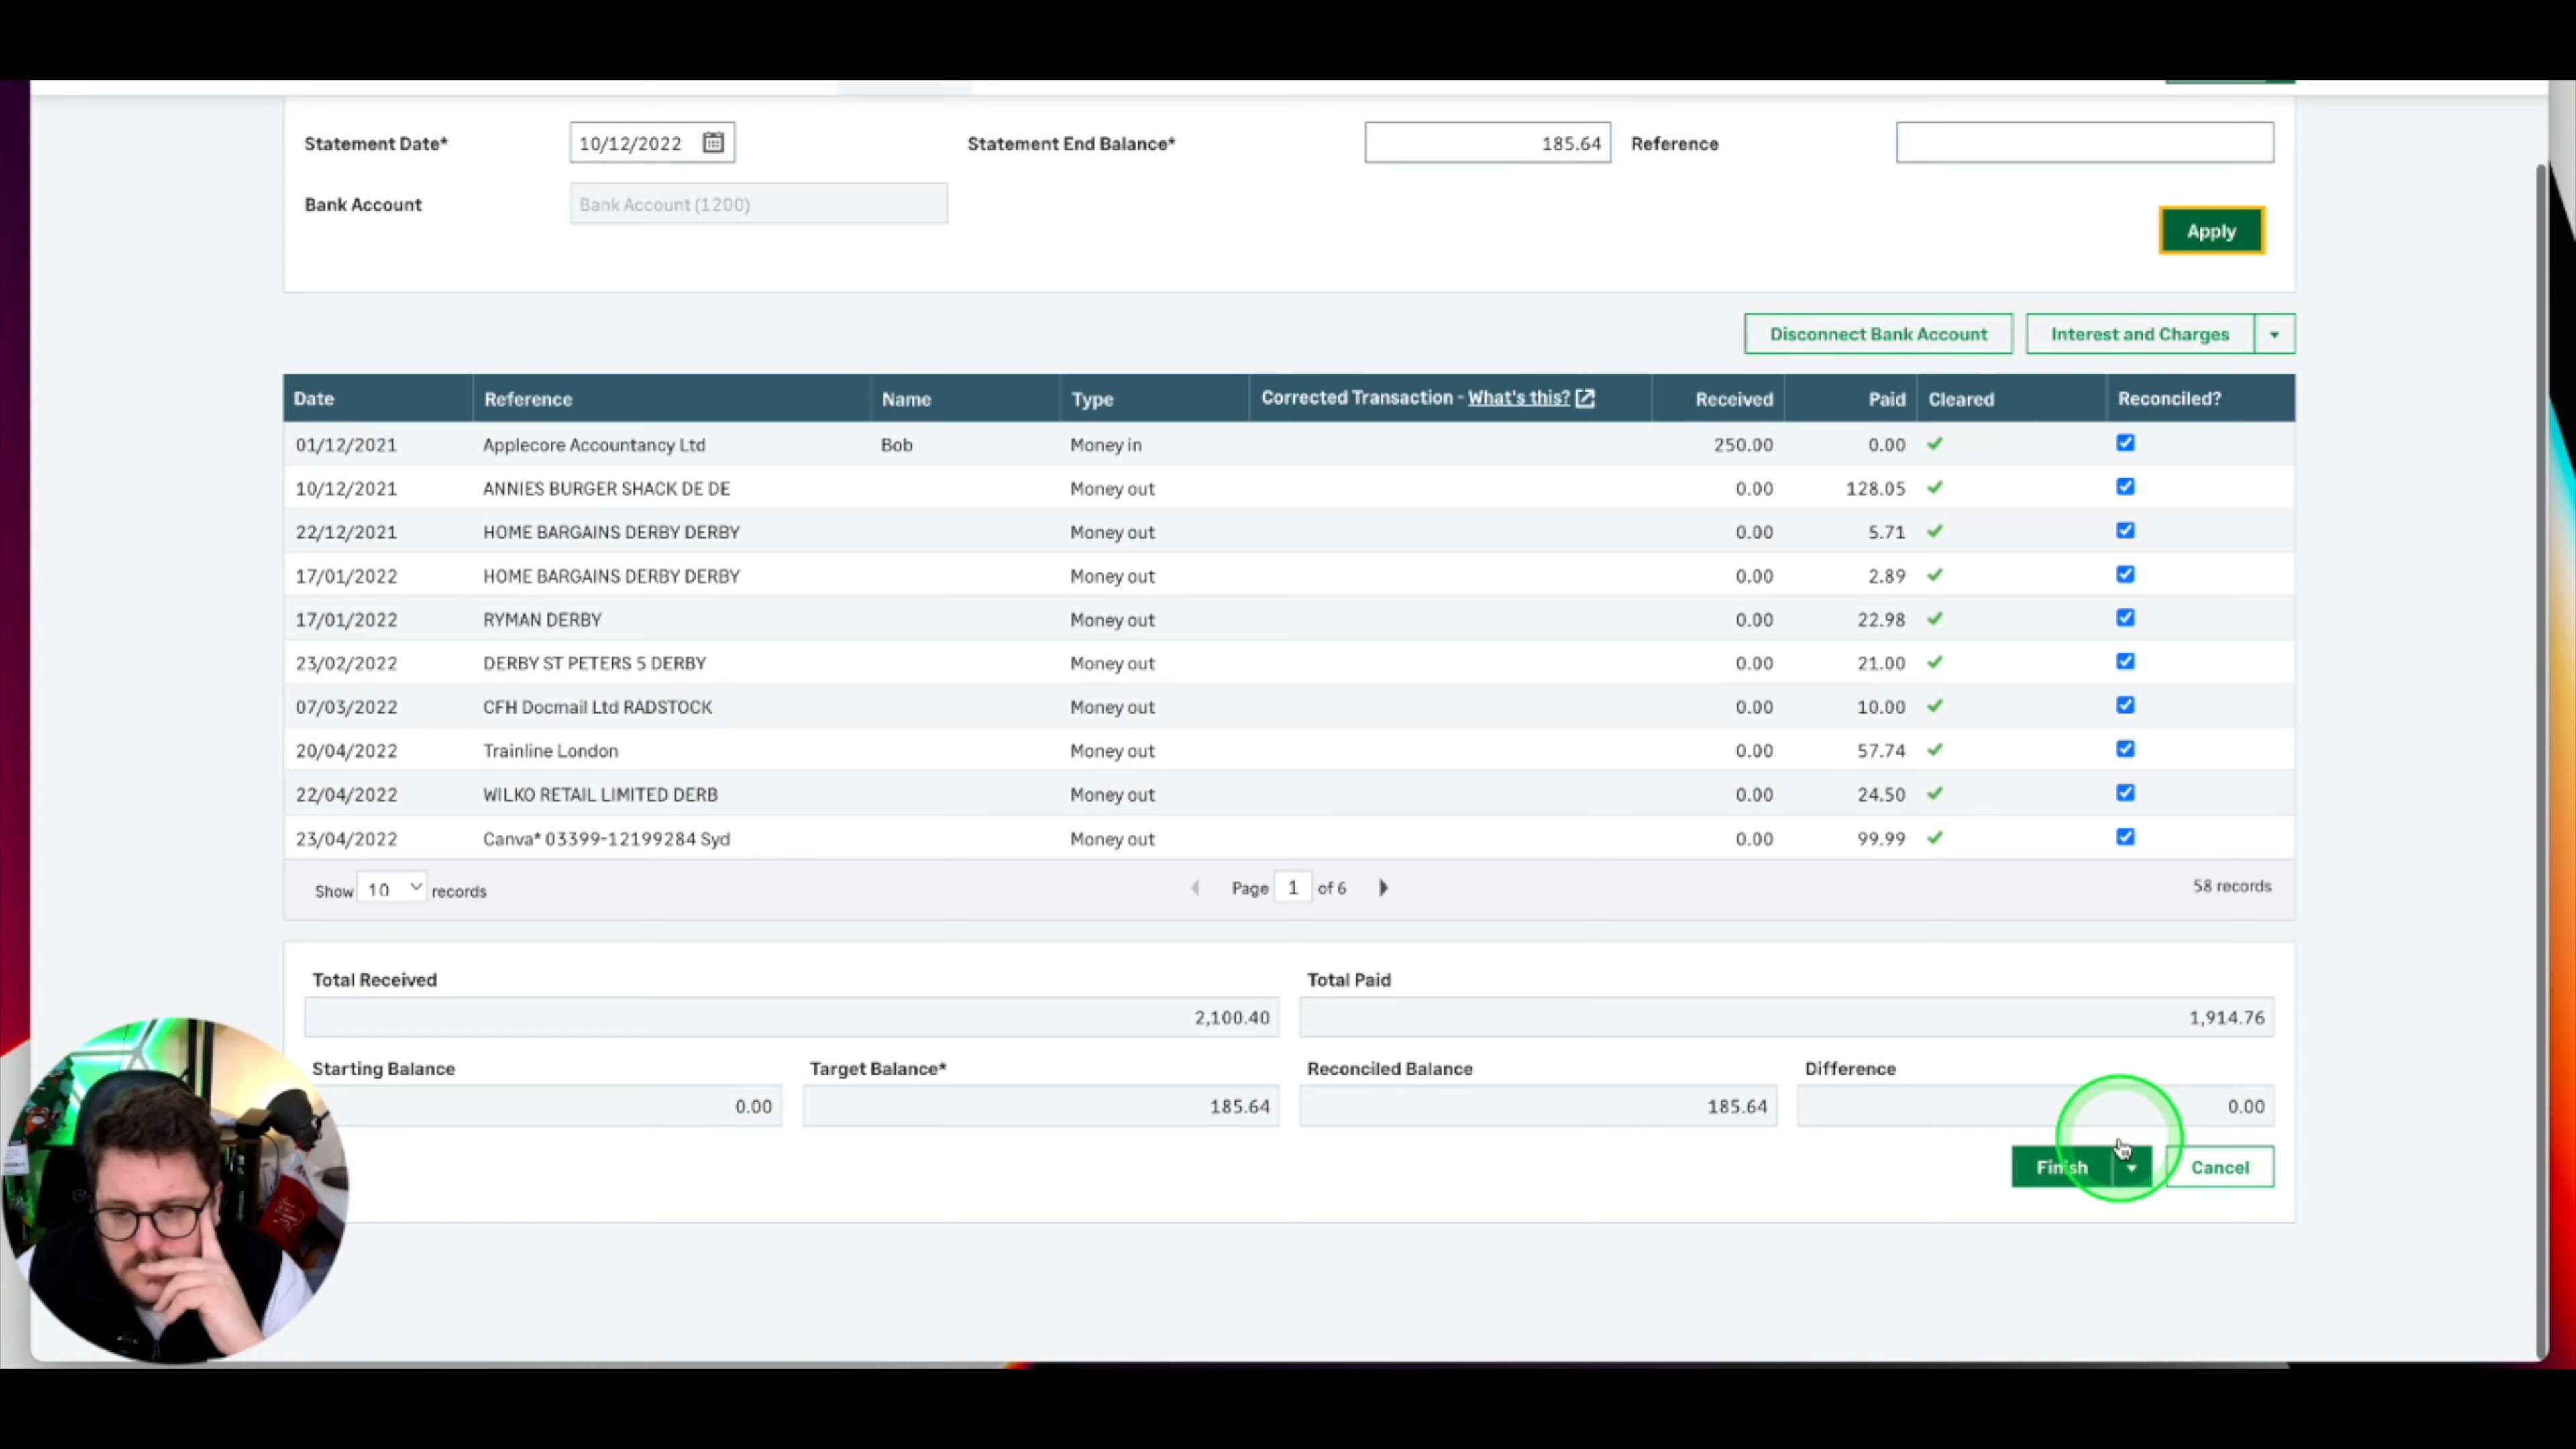 Statement Date* 10/12/2022 Statement End Balance* 185.64 Reference
Bank Account Bank Account (1200)
Apply
Disconnect Bank Account Interest and Charges
Date Reference Name Type Corrected Transaction - What's this? Received Paid Cleared Reconciled?
01/12/2021 Applecore Accountancy Ltd Bob Money in 250.00 0.00
10/12/2021 ANNIES BURGER SHACK DE DE Money out 0.00 128.05
22/12/2021 HOME BARGAINS DERBY DERBY Money out 0.00 5.71
17/01/2022 HOME BARGAINS DERBY DERBY Money out 0.00 2.89
17/01/2022 RYMAN DERBY Money out 0.00 22.98
23/02/2022 DERBY ST PETERS 5 DERBY Money out 0.00 21.00
07/03/2022 CFH Docmail Ltd RADSTOCK Money out 0.00 10.00
20/04/2022 Trainline London Money out 0.00 57.74
22/04/2022 WILKO RETAIL LIMITED DERB Money out 0.00 24.50
23/04/2022 Canva* 03399-12199284 Syd Money out 0.00 99.99
Show 10 records Page 1 of 6 58 records
Total Received Total Paid
2,100.40 1,914.76
Starting Balance Target Balance* Reconciled Balance Difference
0.00 185.64 185.64 0.00
Finish Cancel